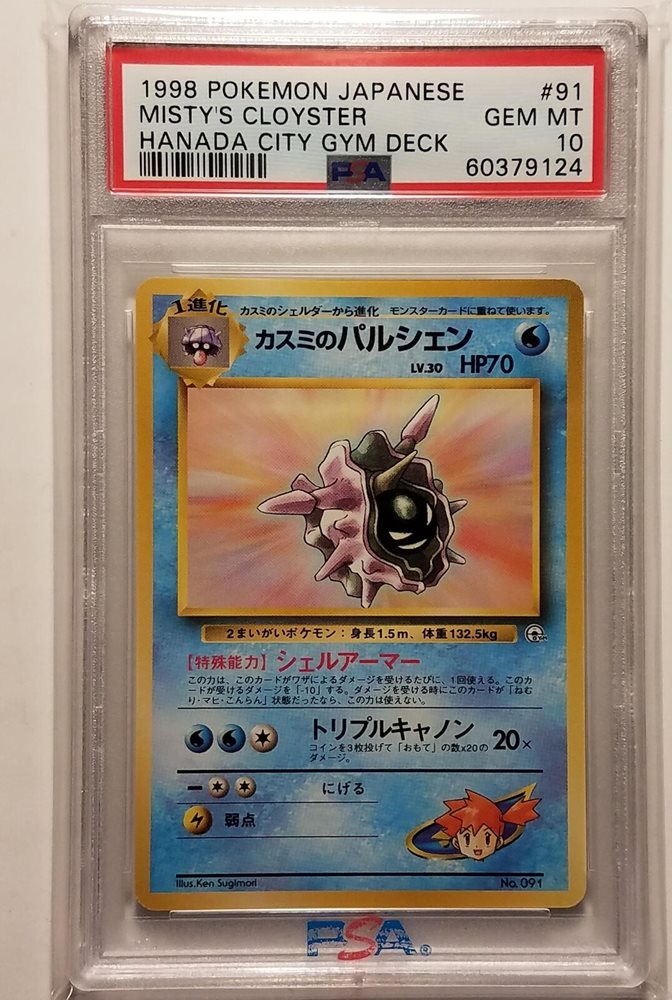 1998 POKEMON JAPANESE #91
MISTY'S CLOYSTER GEM MT
HANADA CITY GYM DECK 10
PSA 60379124
1進化 カスミのシェルダーから進化 モンスターカードに重ねて使います。
カスミのパルシェン
LV.30 HP70
2まいがいポケモン：身長1.5m、体重132.5kg
GYM
【特殊能力】シェルアーマー
この力は、このカードがワザによるダメージを受けるたびに、1回使える。このカ
ードが受けるダメージを「-10」する。ダメージを受ける時にこのカードが「ねむ
り・マヒ・こんらん」状態だったなら、この力は使えない。
トリプルキャノン 20×
コインを3枚投げて「おもて」の数x20の
ダメージ。
にげる
弱点
Illus.Ken Sugimori No.091
PSA®